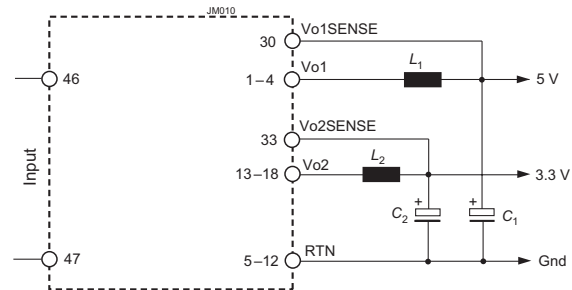 JM010
30 Vo1SENSE
46 1–4 Vo1 L1 5 V
33 Vo2SENSE
Input 13–18 Vo2 L2 3.3 V
+ C2 + C1
47 5–12 RTN Gnd